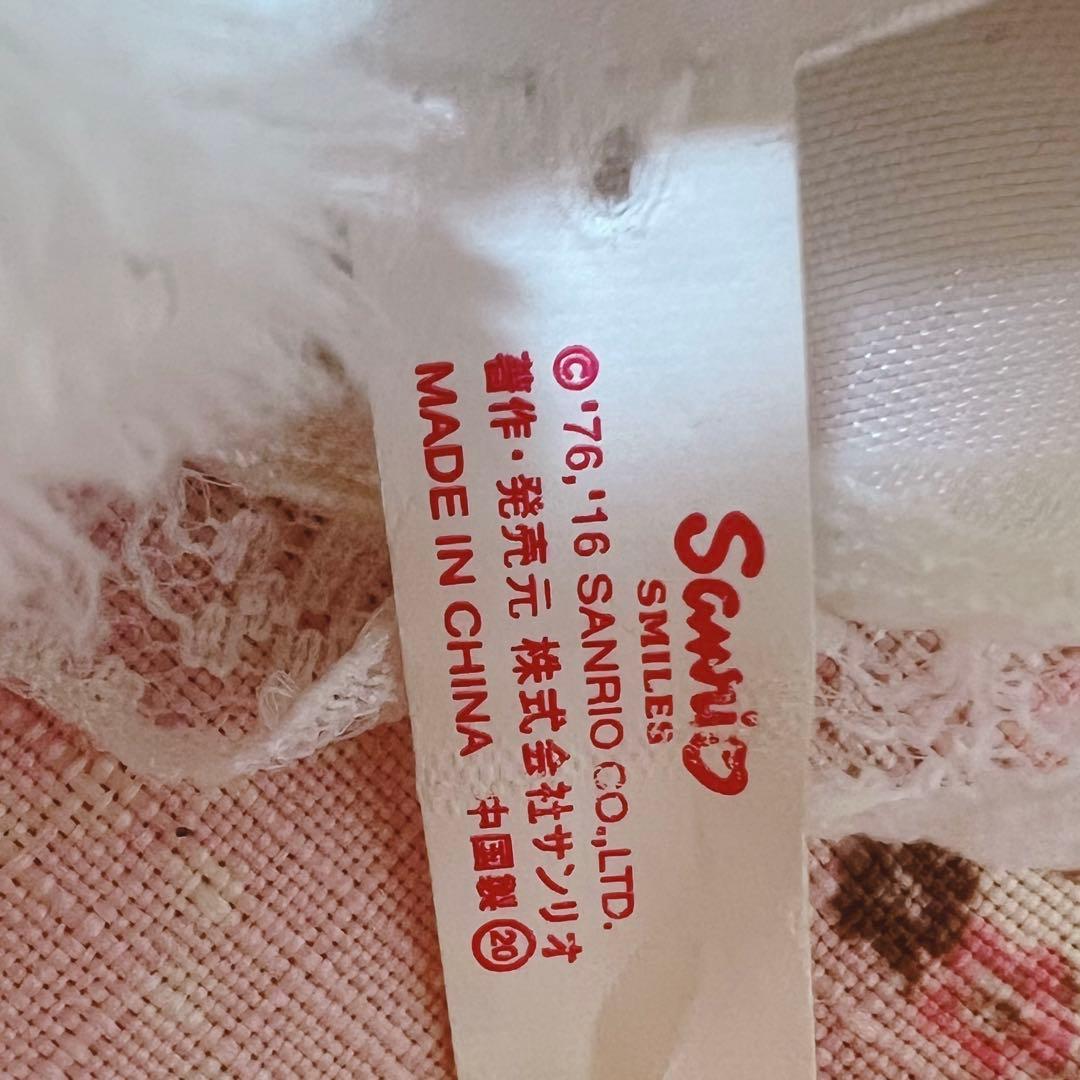 Sanrio
SMILES
© '76, '16 SANRIO CO.,LTD.
著作・発売元 株式会社サンリオ
MADE IN CHINA 中国製 ⑳